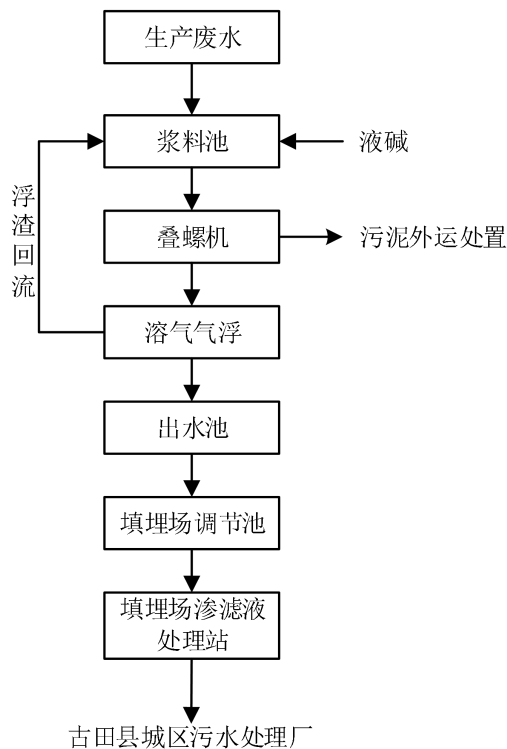 生产废水
浆料池
液碱
浮渣回流
叠螺机
污泥外运处置
溶气气浮
出水池
填埋场调节池
填埋场渗滤液
处理站
古田县城区污水处理厂